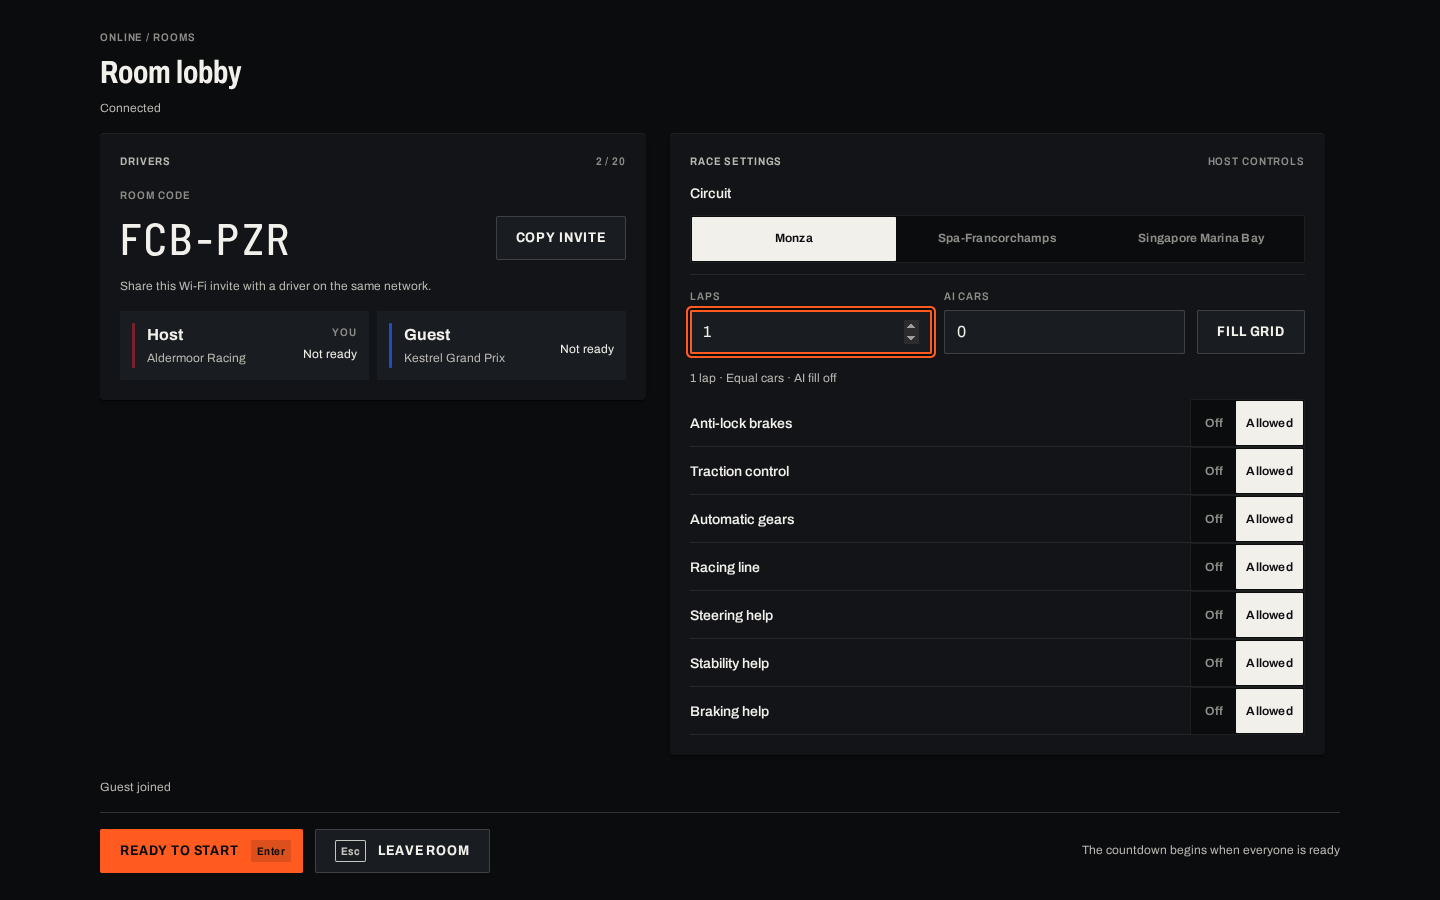 ONLINE / ROOMS
Room lobby
Connected
DRIVERS
2 / 20
ROOM CODE
FCB-PZR
COPY INVITE
Share this Wi-Fi invite with a driver on the same network.
Host
YOU
Aldermoor Racing
Not ready
Guest
Kestrel Grand Prix
Not ready
RACE SETTINGS
HOST CONTROLS
Circuit
Monza
Spa-Francorchamps
Singapore Marina Bay
LAPS
AI CARS
1
0
FILL GRID
1 lap · Equal cars · AI fill off
Anti-lock brakes
Off
Allowed
Traction control
Off
Allowed
Automatic gears
Off
Allowed
Racing line
Off
Allowed
Steering help
Off
Allowed
Stability help
Off
Allowed
Braking help
Off
Allowed
Guest joined
READY TO START
Enter
Esc
LEAVE ROOM
The countdown begins when everyone is ready